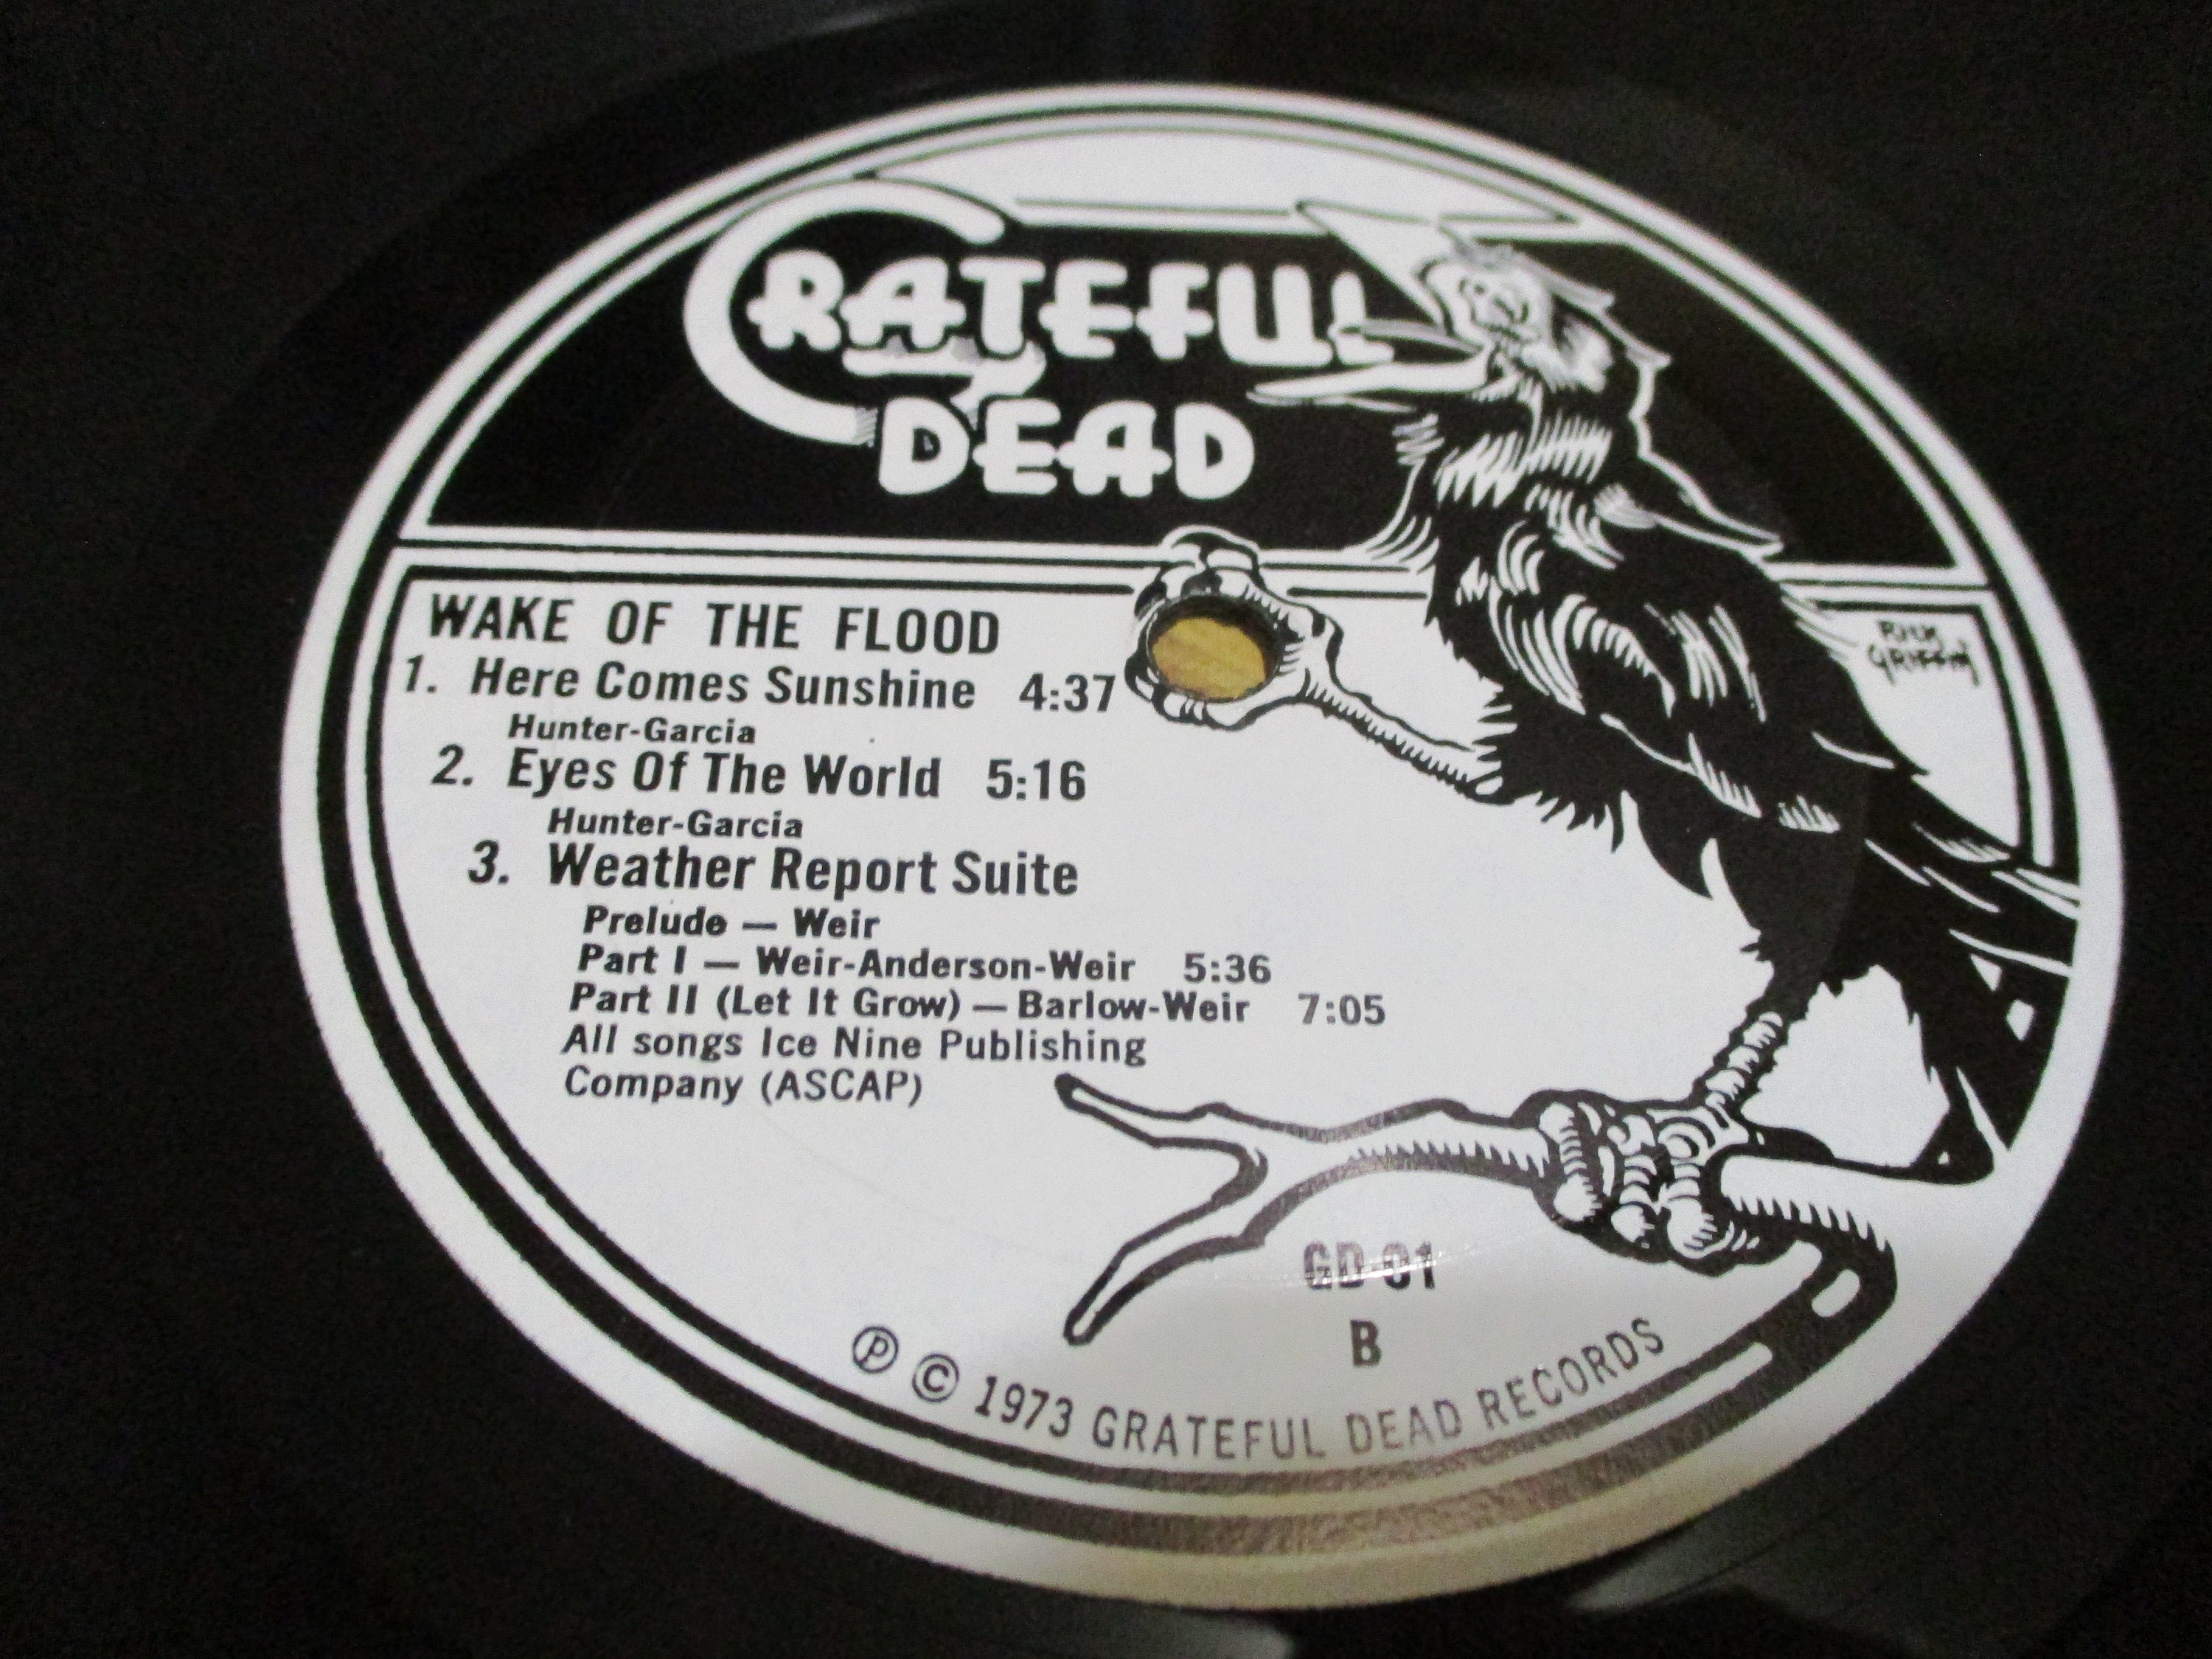 GRATEFUL
DEAD
RICK
GRIFFIN
WAKE OF THE FLOOD
1. Here Comes Sunshine 4:37
Hunter-Garcia
2. Eyes Of The World 5:16
Hunter-Garcia
3. Weather Report Suite
Prelude — Weir
Part I — Weir-Anderson-Weir 5:36
Part II (Let It Grow) — Barlow-Weir 7:05
All songs Ice Nine Publishing
Company (ASCAP)
GD-01
B
℗ © 1973 GRATEFUL DEAD RECORDS